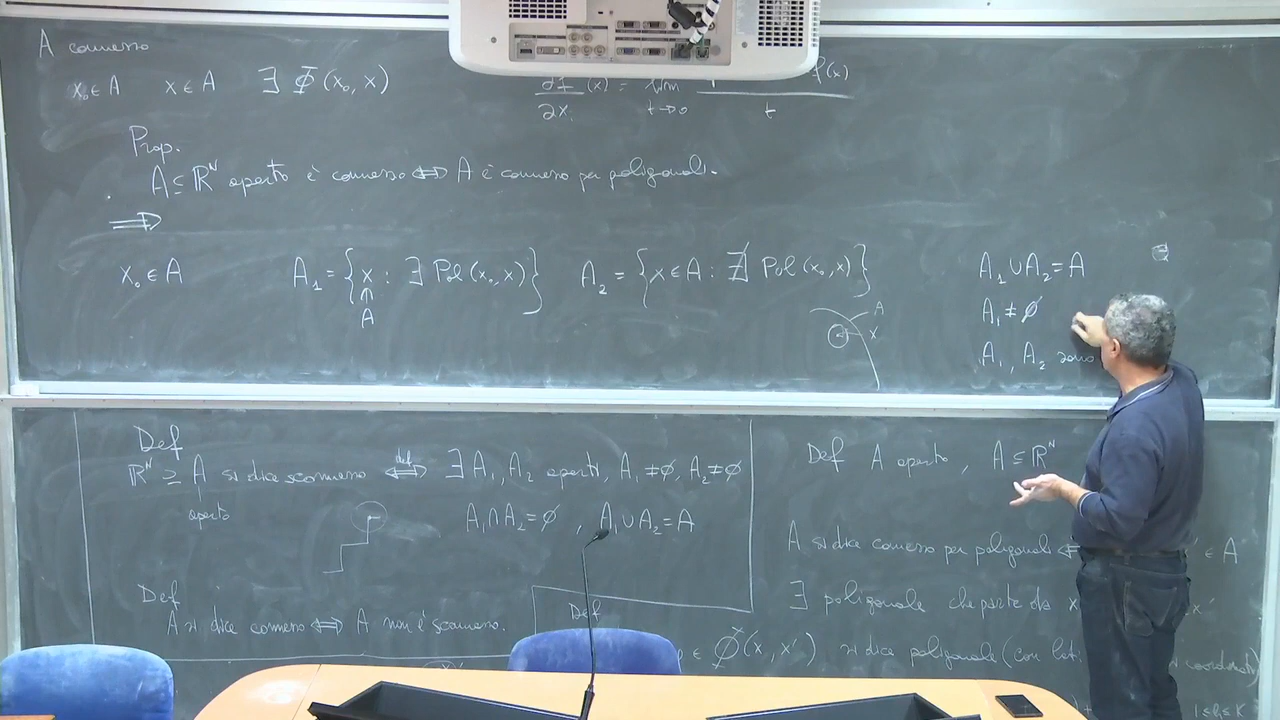 A connesso
x₀ ∈ A x ∈ A ∃ Φ(x₀, x)
∂f/∂xᵢ (x) = lim t→0 f(x) / t
Prop.
A ⊆ ℝᴺ aperto è connesso ⟺ A è connesso per poligonali.
⟹
x₀ ∈ A A₁ = {x : ∃ Pol(x₀, x)} A₂ = {x ∈ A : ∄ Pol(x₀, x)} A₁ ∪ A₂ = A
A
A₁ ≠ ∅
A
x
A₁, A₂ sono
Def
ℝᴺ ⊇ A si dice sconnesso ⟺ def ∃ A₁, A₂ aperti, A₁ ≠ ∅, A₂ ≠ ∅
aperto
A₁ ∩ A₂ = ∅, A₁ ∪ A₂ = A
Def
A si dice connesso ⟺ A non è sconnesso.
Def A aperto, A ⊆ ℝᴺ
A si dice connesso per poligonali ∈ A
∃ poligonale che parte da x x'
Def
∈ Φ(x, x') si dice poligonale (con lati coordinati)
1 ≤ h ≤ K